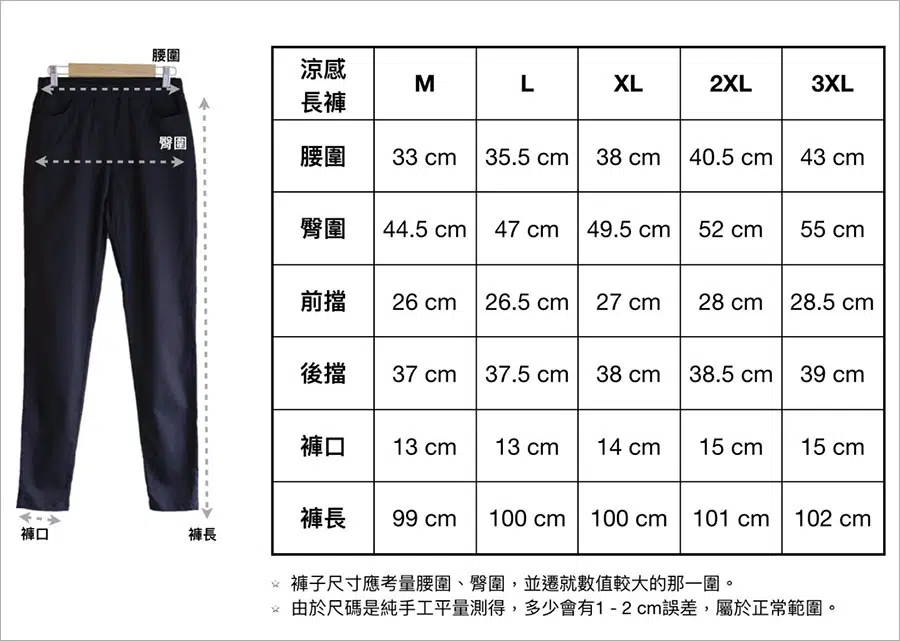 腰圍
臀圍
褲口
褲長
涼感
長褲 M L XL 2XL 3XL
腰圍 33 cm 35.5 cm 38 cm 40.5 cm 43 cm
臀圍 44.5 cm 47 cm 49.5 cm 52 cm 55 cm
前擋 26 cm 26.5 cm 27 cm 28 cm 28.5 cm
後擋 37 cm 37.5 cm 38 cm 38.5 cm 39 cm
褲口 13 cm 13 cm 14 cm 15 cm 15 cm
褲長 99 cm 100 cm 100 cm 101 cm 102 cm
☆ 褲子尺寸應考量腰圍、臀圍，並遷就數值較大的那一圍。
☆ 由於尺碼是純手工平量測得，多少會有1 - 2 cm誤差，屬於正常範圍。